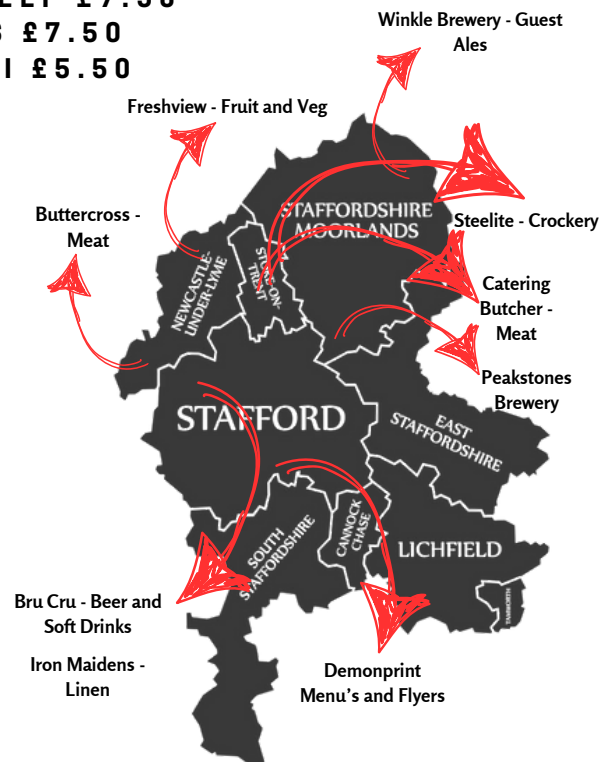 £7.50
£7.50
£5.50
Winkle Brewery - Guest
Ales
Freshview - Fruit and Veg
Buttercross -
Meat
STAFFORDSHIRE
MOORLANDS
Steelite - Crockery
NEWCASTLE-
UNDER-LYME
STOKE-ON-
TRENT
Catering
Butcher -
Meat
Peakstones
Brewery
STAFFORD
EAST
STAFFORDSHIRE
CANNOCK
CHASE
SOUTH
STAFFORDSHIRE
LICHFIELD
TAMWORTH
Bru Cru - Beer and
Soft Drinks
Iron Maidens -
Linen
Demonprint
Menu's and Flyers